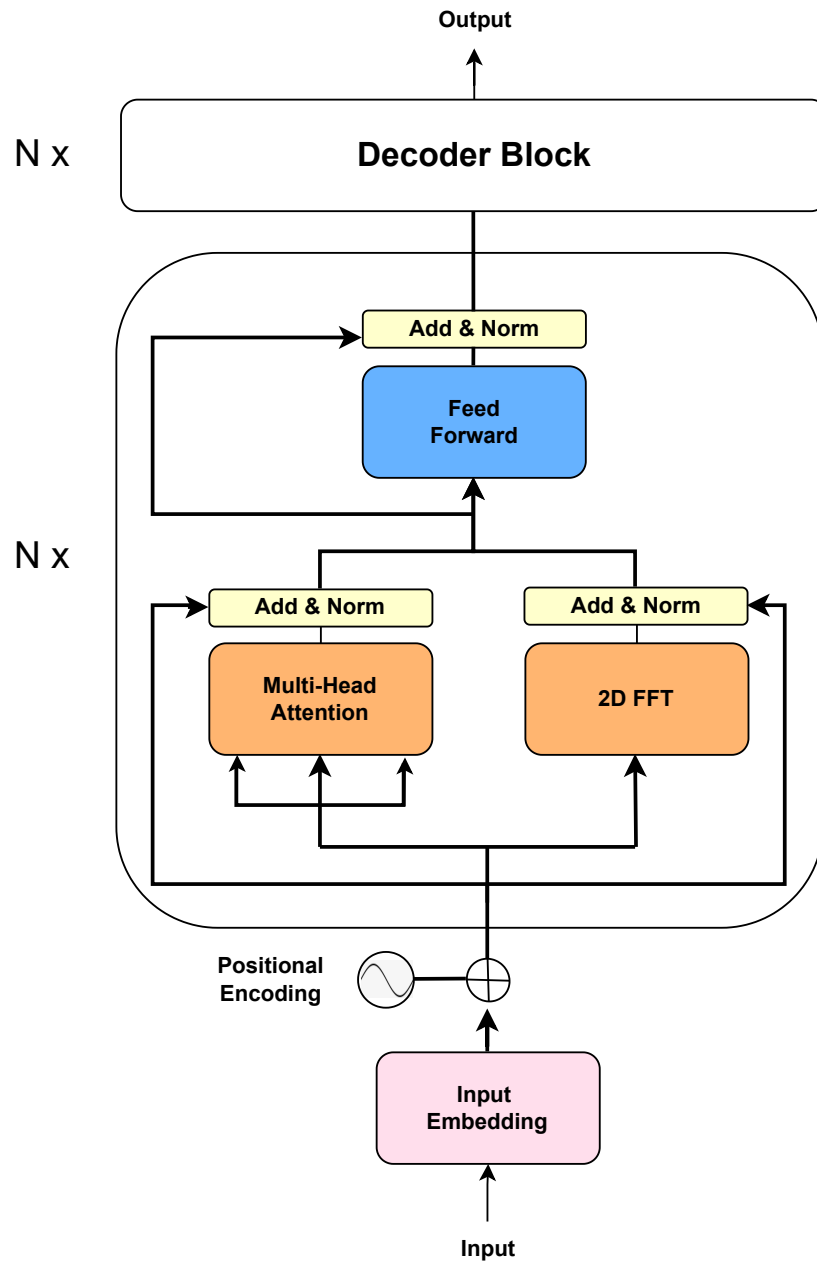 Output
N x
Decoder Block
Add & Norm
Feed
Forward
N x
Add & Norm
Add & Norm
Multi-Head
Attention
2D FFT
Positional
Encoding
Input
Embedding
Input